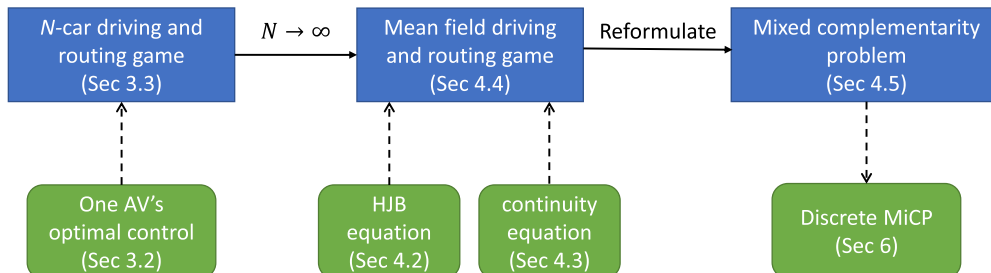 N-car driving and
routing game
(Sec 3.3)
N → ∞
Mean field driving
and routing game
(Sec 4.4)
Reformulate
Mixed complementarity
problem
(Sec 4.5)
One AV's
optimal control
(Sec 3.2)
HJB
equation
(Sec 4.2)
continuity
equation
(Sec 4.3)
Discrete MiCP
(Sec 6)